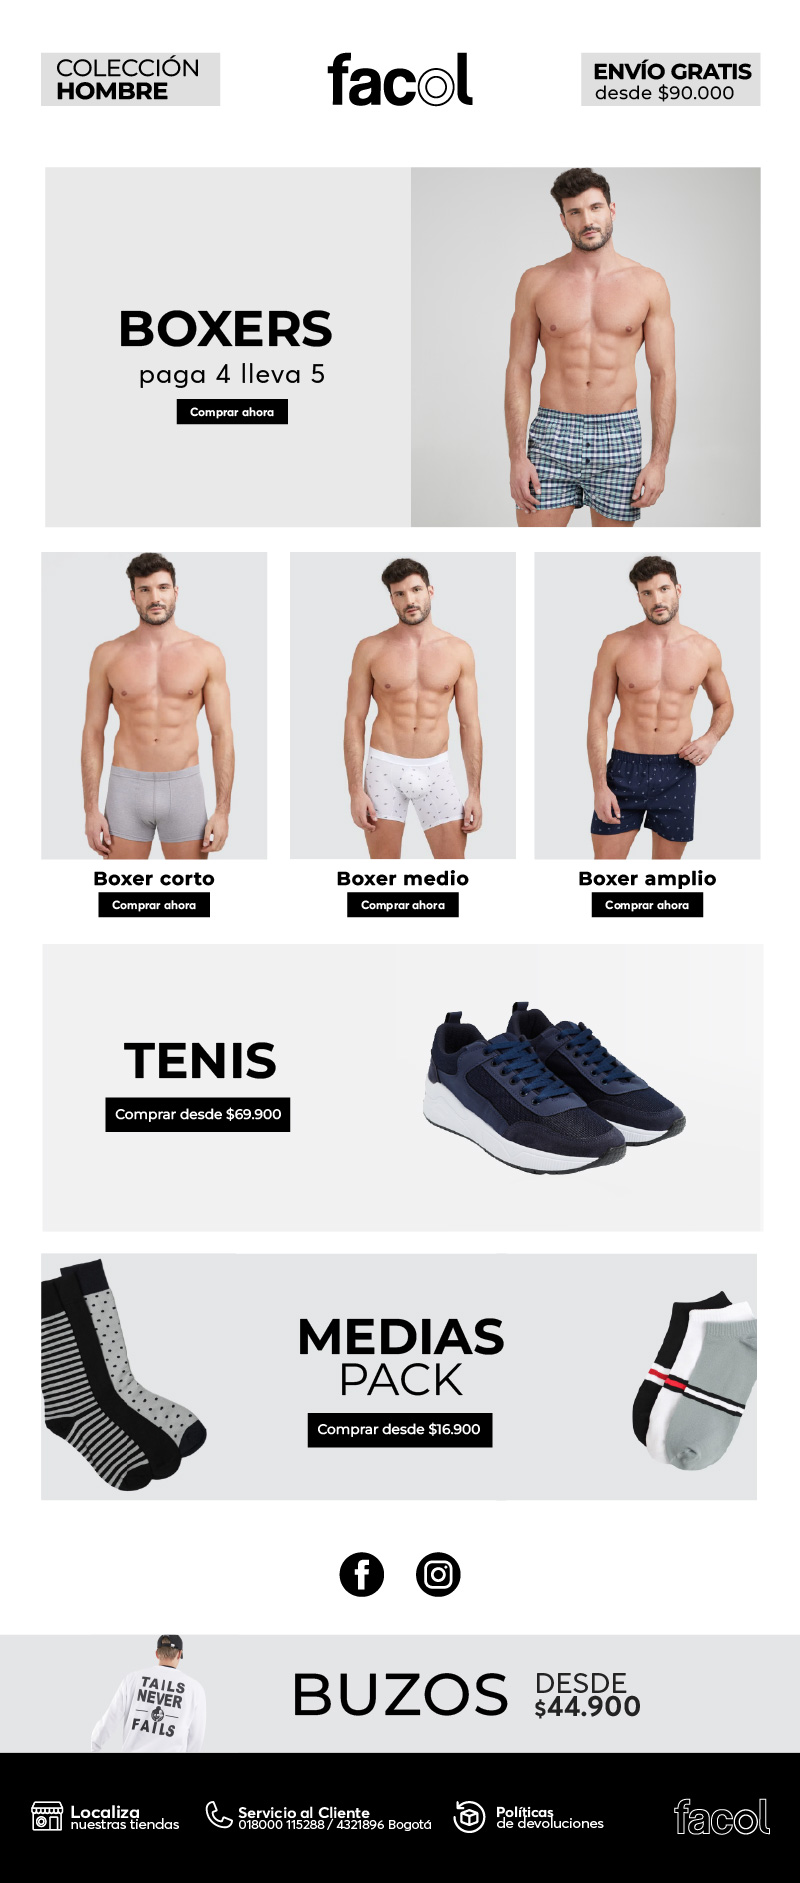 COLECCIÓN
HOMBRE
facol
ENVÍO GRATIS
desde $90.000
BOXERS
paga 4 lleva 5
Comprar ahora
Boxer corto
Comprar ahora
Boxer medio
Comprar ahora
Boxer amplio
Comprar ahora
TENIS
Comprar desde $69.900
MEDIAS
PACK
Comprar desde $16.900
TAILS
NEVER
FAILS
BUZOS
DESDE
$44.900
Localiza
nuestras tiendas
Servicio al Cliente
018000 115288 / 4321896 Bogotá
Políticas
de devoluciones
facol